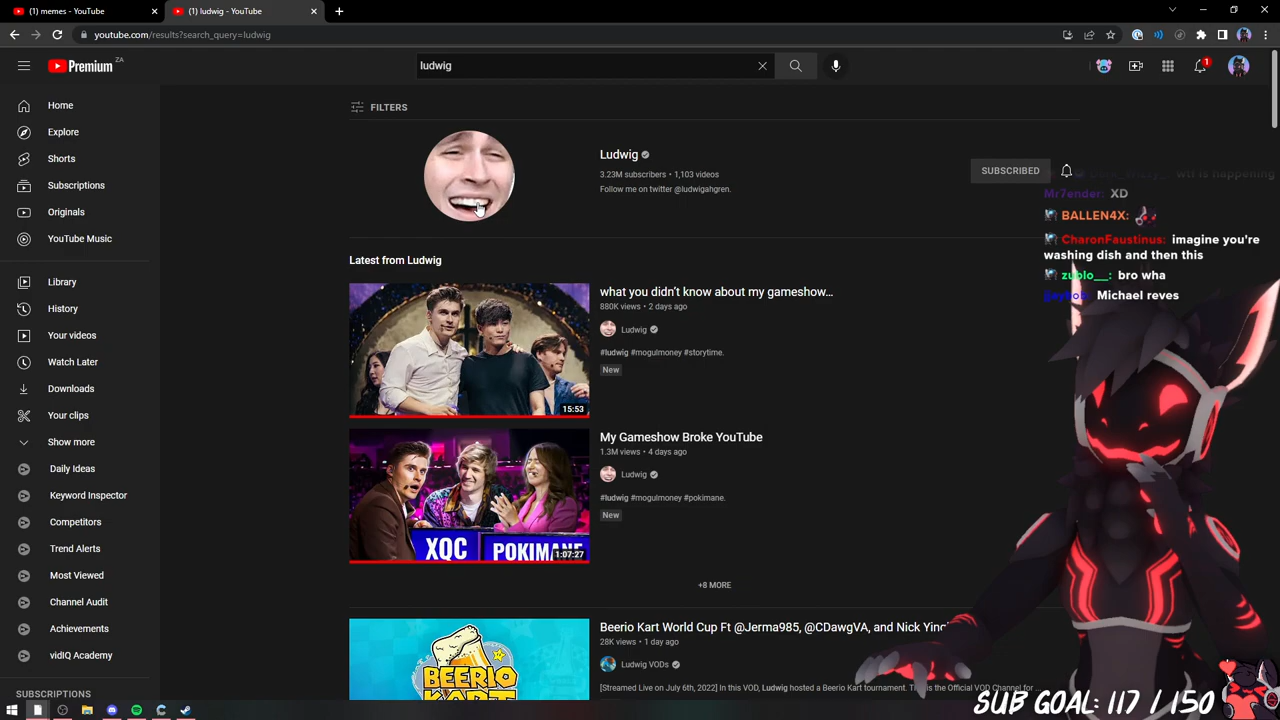 (1) memes - YouTube
(1) ludwig - YouTube
youtube.com/results?search_query=ludwig
Premium ZA
ludwig
1
Home
Explore
Shorts
Subscriptions
Originals
YouTube Music
Library
History
Your videos
Watch Later
Downloads
Your clips
Show more
Daily Ideas
Keyword Inspector
Competitors
Trend Alerts
Most Viewed
Channel Audit
Achievements
vidIQ Academy
SUBSCRIPTIONS
FILTERS
Ludwig
3.23M subscribers • 1,103 videos
Follow me on twitter @ludwigahgren.
SUBSCRIBED
Latest from Ludwig
15:53
what you didn't know about my gameshow...
880K views • 2 days ago
Ludwig
#ludwig #mogulmoney #storytime.
New
XQC
POKIMANE
1:07:27
My Gameshow Broke YouTube
1.3M views • 4 days ago
Ludwig
#ludwig #mogulmoney #pokimane.
New
+8 MORE
BEERIO
KART
Beerio Kart World Cup Ft @Jerma985, @CDawgVA, and Nick Yin
28K views • 1 day ago
Ludwig VODs
[Streamed Live on July 6th, 2022] In this VOD, Ludwig hosted a Beerio Kart tournament. This is the Official VOD Channel for
wtf is happening
Mr7ender: XD
BALLEN4X:
CharonFaustinus: imagine you're
washing dish and then this
zublo__: bro wha
Michael reves
SUB GOAL: 117 / 150